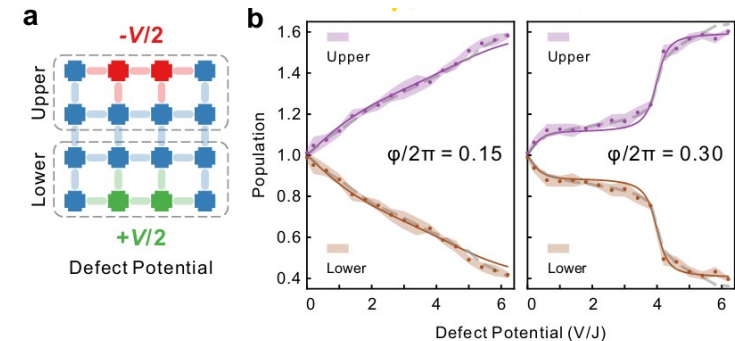 a
-V/2
Upper
Lower
+V/2
Defect Potential
b
Population
1.6
1.4
1.2
1.0
0.8
0.6
0.4
Upper
φ/2π = 0.15
Lower
0
2
4
6
Upper
φ/2π = 0.30
Lower
0
2
4
6
Defect Potential (V/J)